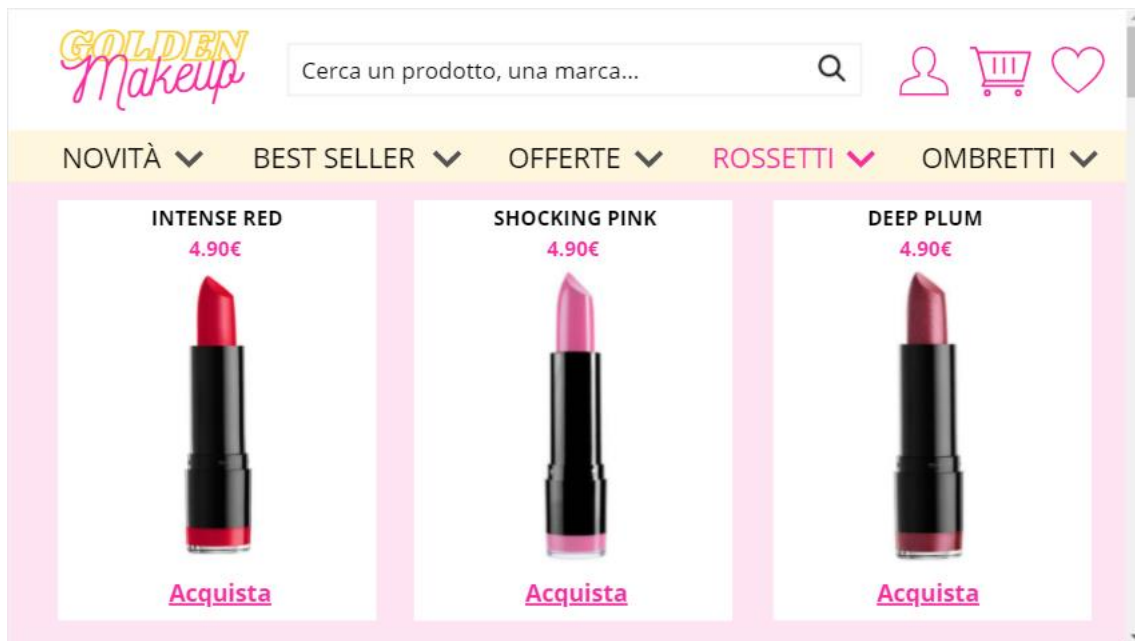 GOLDEN
Makeup
Cerca un prodotto, una marca...
NOVITÀ BEST SELLER OFFERTE ROSSETTI OMBRETTI
INTENSE RED
4.90€
Acquista
SHOCKING PINK
4.90€
Acquista
DEEP PLUM
4.90€
Acquista